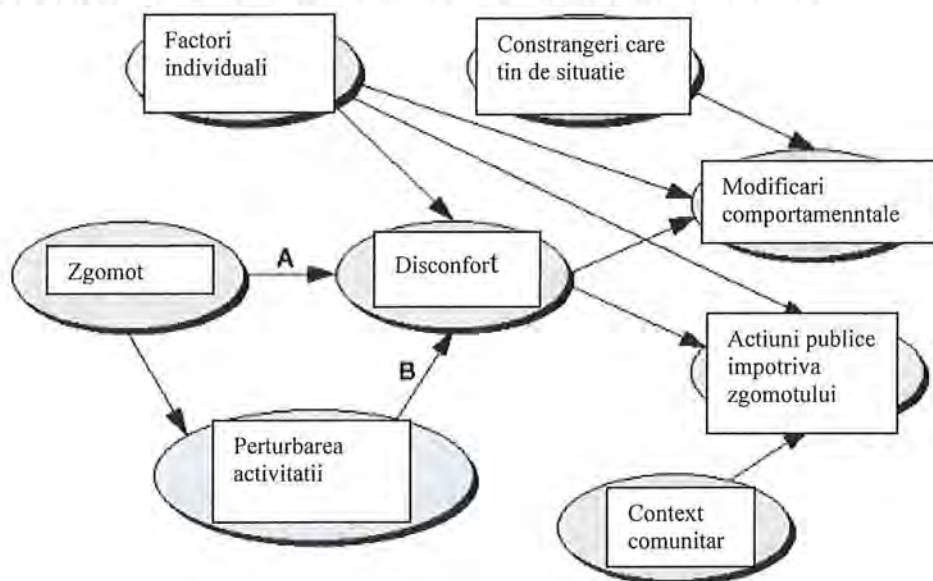 Factori
individuali
Constrangeri care
tin de situatie
Modificari
comportamenntale
Zgomot
A
Disconfort
Actiuni publice
impotriva
zgomotului
B
Perturbarea
activitatii
Context
comunitar